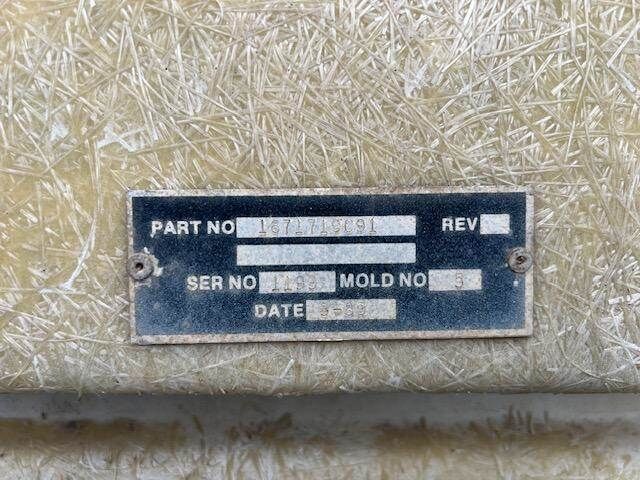 PART NO 1671719C91 REV
SER NO MOLD NO 5
DATE